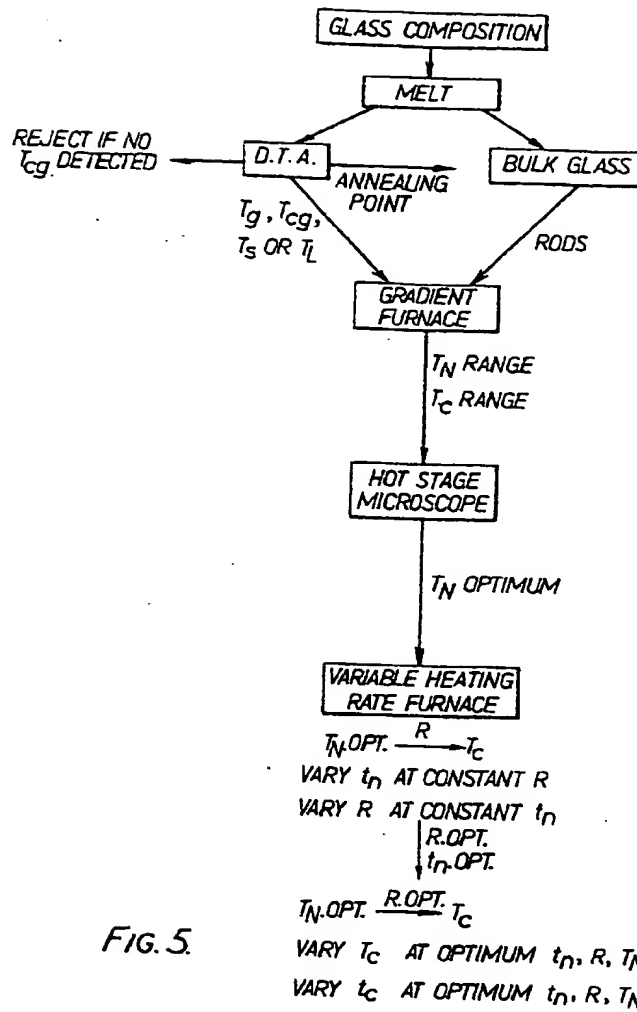 GLASS COMPOSITION
MELT
REJECT IF NO
Tcg. DETECTED
D.T.A.
ANNEALING
POINT
BULK GLASS
Tg, Tcg,
Ts OR TL
RODS
GRADIENT
FURNACE
TN RANGE
TC RANGE
HOT STAGE
MICROSCOPE
TN OPTIMUM
VARIABLE HEATING
RATE FURNACE
TN.OPT. R TC
VARY tn AT CONSTANT R
VARY R AT CONSTANT tn
R.OPT.
tn.OPT.
TN.OPT. R.OPT. TC
FIG. 5.
VARY TC AT OPTIMUM tn, R, TN
VARY tc AT OPTIMUM tn, R, TN